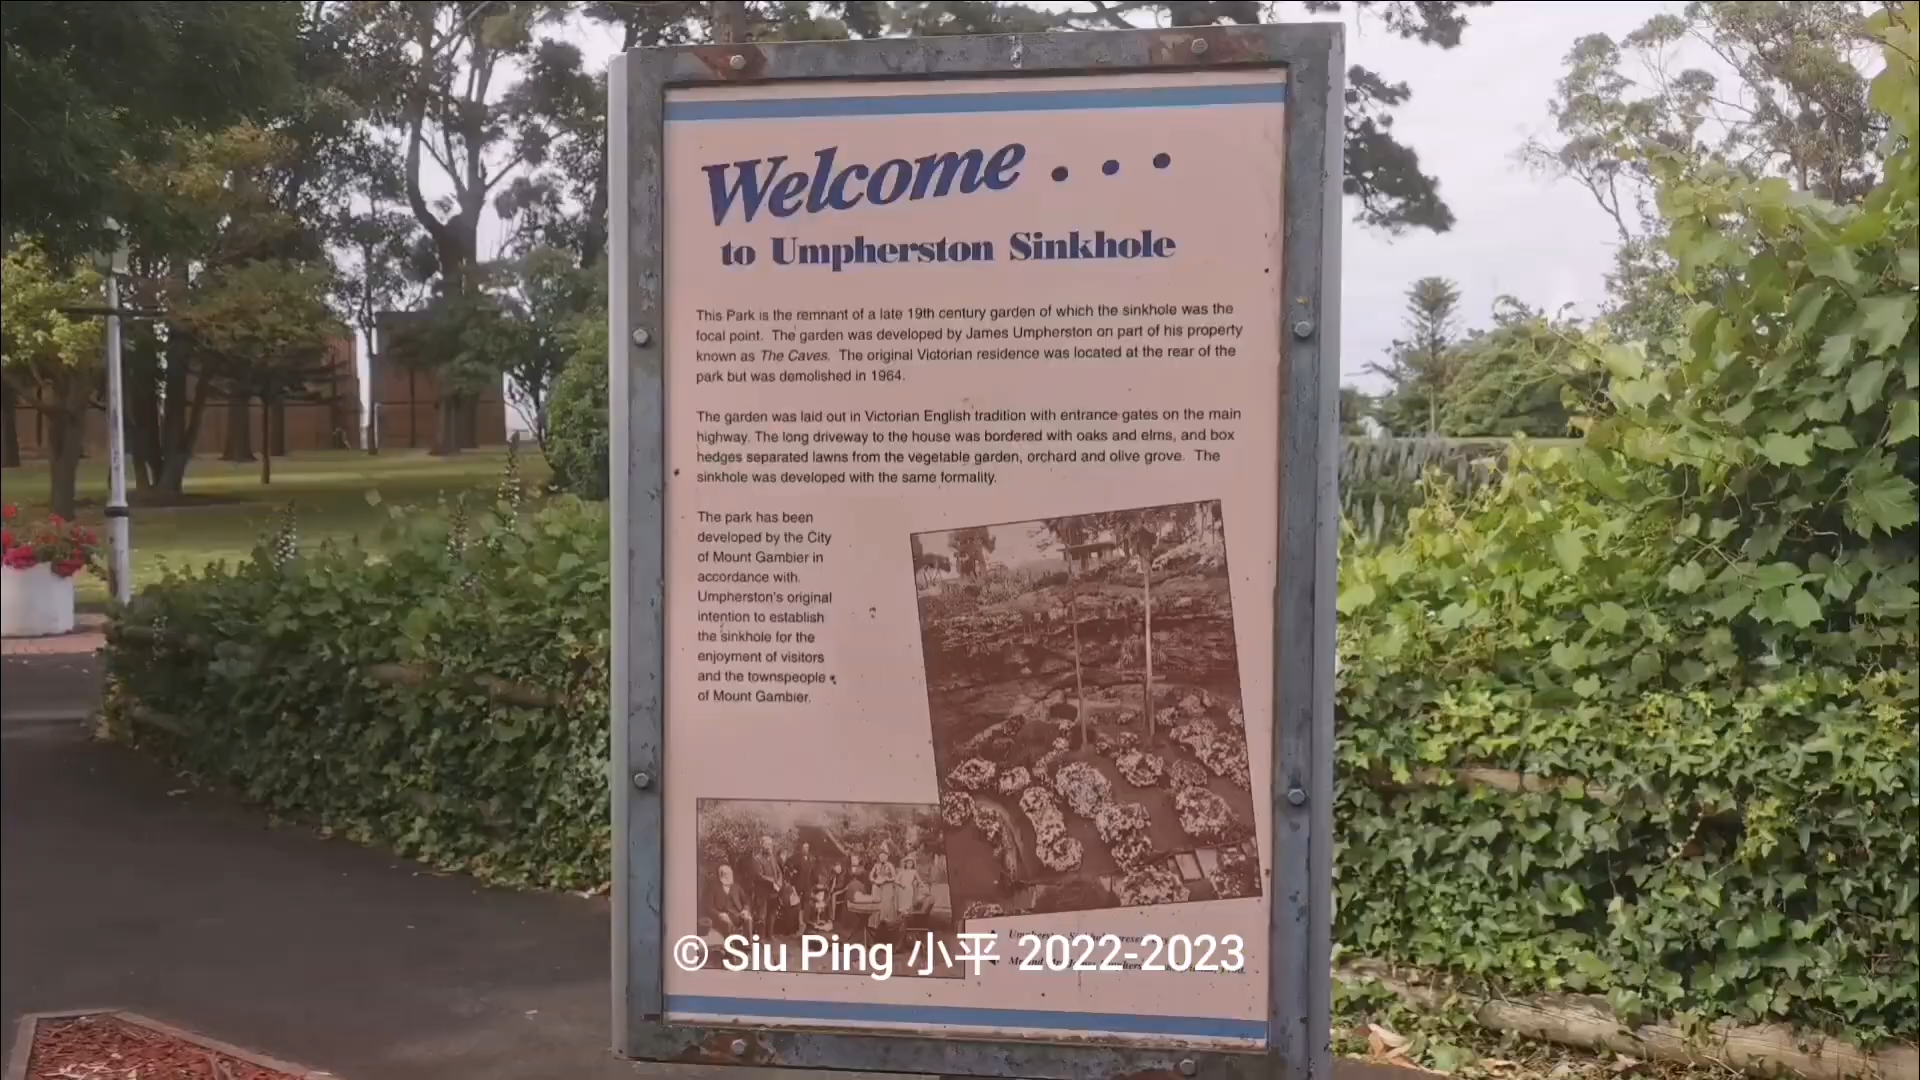 Welcome . . .
to Umpherston Sinkhole
This Park is the remnant of a late 19th century garden of which the sinkhole was the
focal point. The garden was developed by James Umpherston on part of his property
known as The Caves. The original Victorian residence was located at the rear of the
park but was demolished in 1964.
The garden was laid out in Victorian English tradition with entrance gates on the main
highway. The long driveway to the house was bordered with oaks and elms, and box
hedges separated lawns from the vegetable garden, orchard and olive grove. The
sinkhole was developed with the same formality.
The park has been
developed by the City
of Mount Gambier in
accordance with
Umpherston's original
intention to establish
the sinkhole for the
enjoyment of visitors
and the townspeople
of Mount Gambier.
© Siu Ping 小平 2022-2023